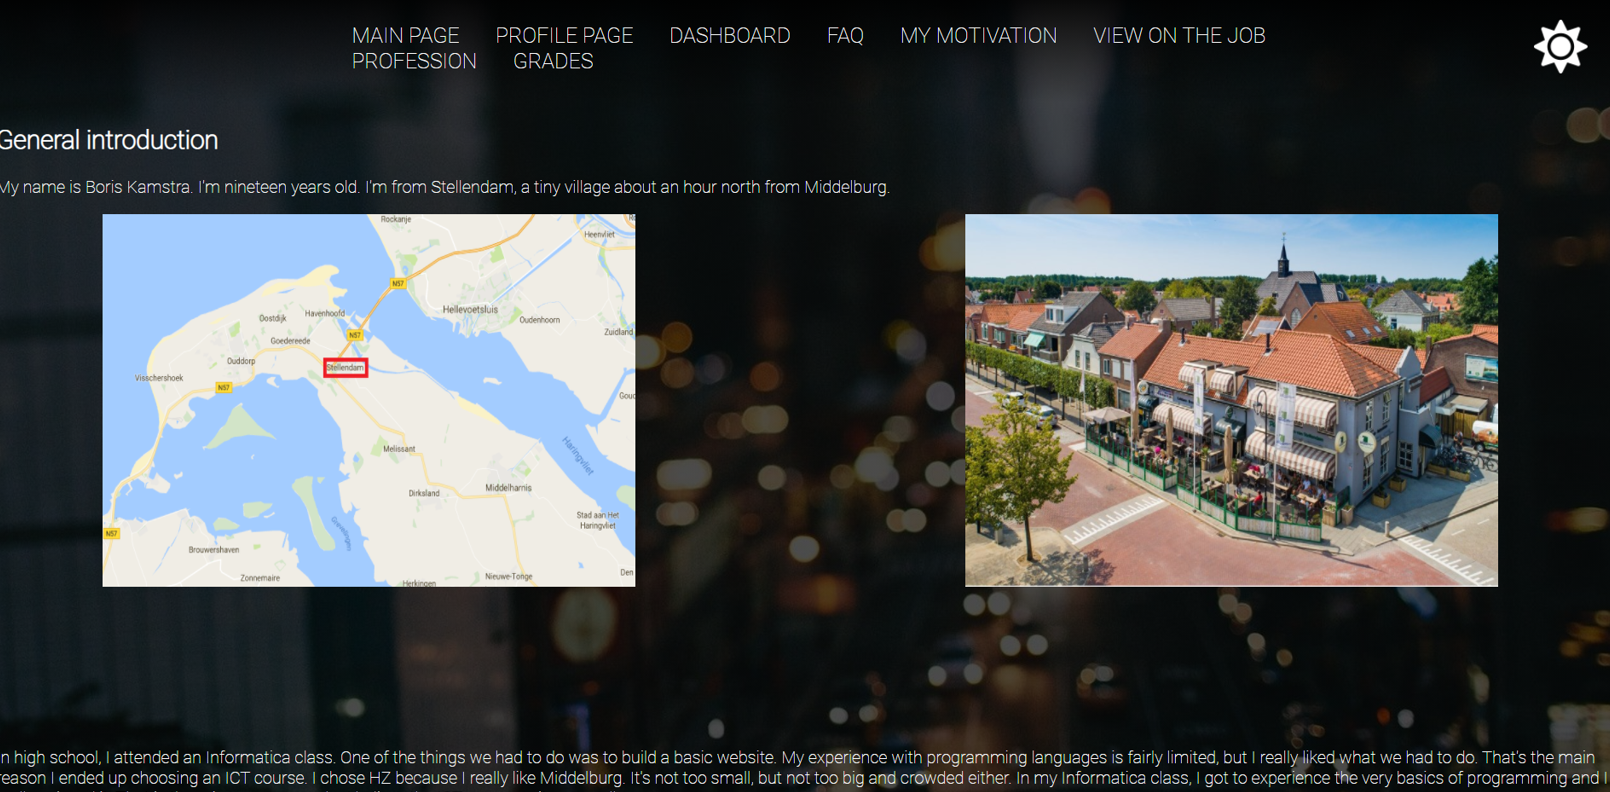 MAIN PAGE PROFILE PAGE DASHBOARD FAQ MY MOTIVATION VIEW ON THE JOB
PROFESSION GRADES
General introduction
My name is Boris Kamstra. I'm nineteen years old. I'm from Stellendam, a tiny village about an hour north from Middelburg.
Rockanje
Heenvliet
N57
Havenhoofd
Hellevoetsluis
Oostdijk
Oudenhoorn
N57
Zuidland
Goedereede
Ouddorp
Stellendam
Visschershoek
N57
Gou
Haringvliet
Melissant
Middelharnis
Dirksland
Stad aan Het
Haringvliet
N57
Grevelingen
Brouwershaven
Zonnemaire
Nieuwe-Tonge
Den
Herkingen
n high school, I attended an Informatica class. One of the things we had to do was to build a basic website. My experience with programming languages is fairly limited, but I really liked what we had to do. That's the main
reason I ended up choosing an ICT course. I chose HZ because I really like Middelburg. It's not too small, but not too big and crowded either. In my Informatica class, I got to experience the very basics of programming and I